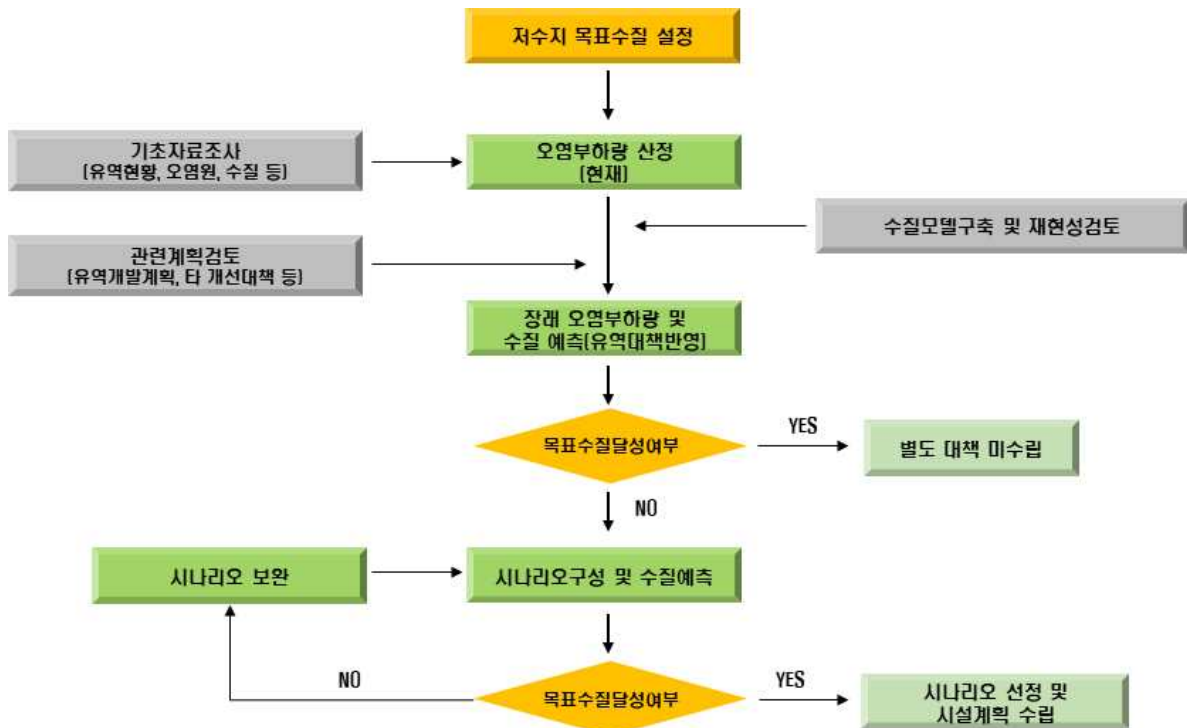 저수지 목표수질 설정
기초자료조사
(유역현황, 오염원, 수질 등)
오염부하량 산정
(현재)
수질모델구축 및 재현성검토
관련계획검토
(유역개발계획, 타 개선대책 등)
장래 오염부하량 및
수질 예측(유역대책반영)
목표수질달성여부
YES
별도 대책 미수립
NO
시나리오 보완
시나리오구성 및 수질예측
NO
목표수질달성여부
YES
시나리오 선정 및
시설계획 수립